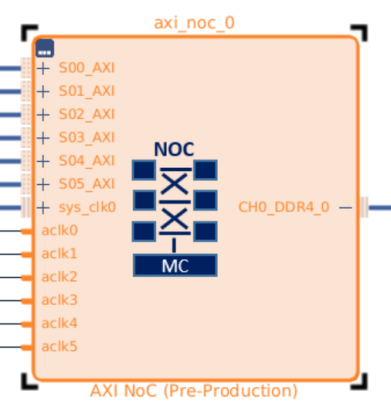 axi_noc_0
S00_AXI
S01_AXI
S02_AXI
S03_AXI
S04_AXI
S05_AXI
sys_clk0
aclk0
aclk1
aclk2
aclk3
aclk4
aclk5
NOC
MC
CH0_DDR4_0
AXI NoC (Pre-Production)